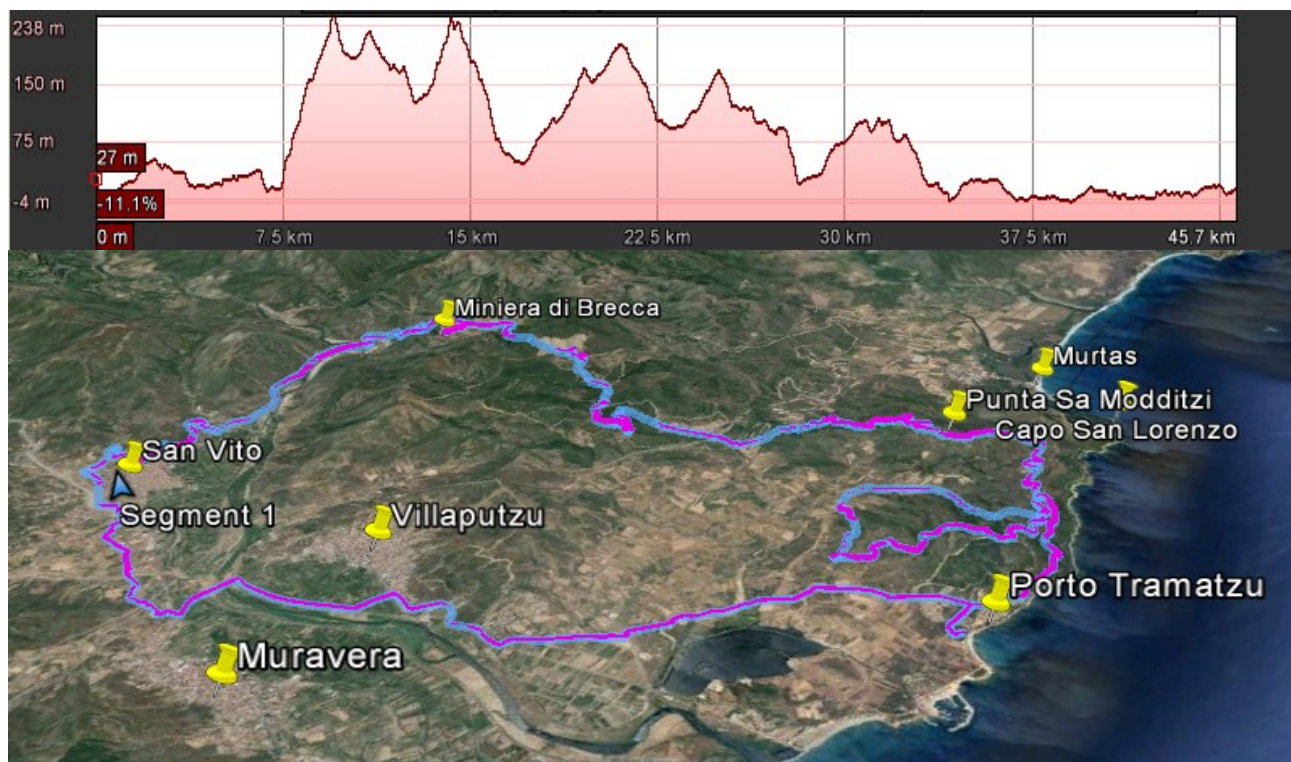 238 m
150 m
75 m
27 m
-4 m
-11.1%
0 m 7.5 km 15 km 22.5 km 30 km 37.5 km 45.7 km
Miniera di Brecca
Murtas
Punta Sa Modditzi
Capo San Lorenzo
San Vito
Segment 1
Villaputzu
Porto Tramatzu
Muravera